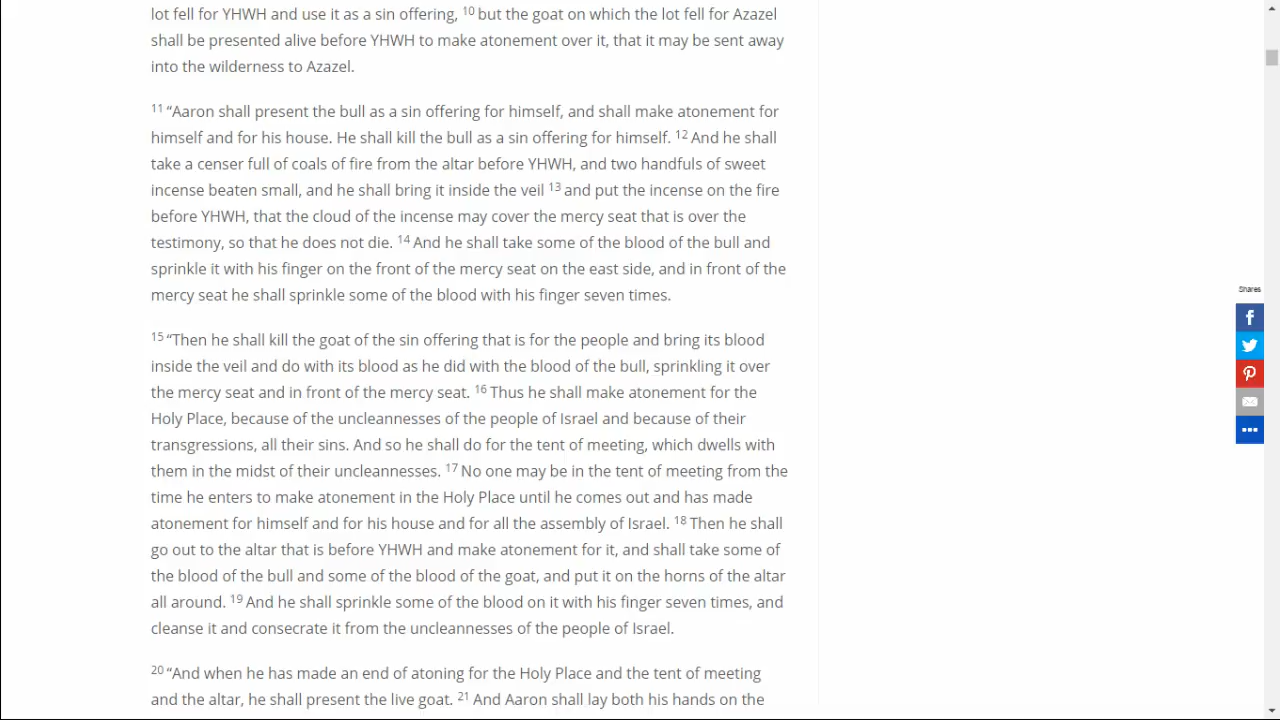 lot fell for YHWH and use it as a sin offering, 10 but the goat on which the lot fell for Azazel
shall be presented alive before YHWH to make atonement over it, that it may be sent away
into the wilderness to Azazel.
11 “Aaron shall present the bull as a sin offering for himself, and shall make atonement for
himself and for his house. He shall kill the bull as a sin offering for himself. 12 And he shall
take a censer full of coals of fire from the altar before YHWH, and two handfuls of sweet
incense beaten small, and he shall bring it inside the veil 13 and put the incense on the fire
before YHWH, that the cloud of the incense may cover the mercy seat that is over the
testimony, so that he does not die. 14 And he shall take some of the blood of the bull and
sprinkle it with his finger on the front of the mercy seat on the east side, and in front of the
mercy seat he shall sprinkle some of the blood with his finger seven times.
15 “Then he shall kill the goat of the sin offering that is for the people and bring its blood
inside the veil and do with its blood as he did with the blood of the bull, sprinkling it over
the mercy seat and in front of the mercy seat. 16 Thus he shall make atonement for the
Holy Place, because of the uncleannesses of the people of Israel and because of their
transgressions, all their sins. And so he shall do for the tent of meeting, which dwells with
them in the midst of their uncleannesses. 17 No one may be in the tent of meeting from the
time he enters to make atonement in the Holy Place until he comes out and has made
atonement for himself and for his house and for all the assembly of Israel. 18 Then he shall
go out to the altar that is before YHWH and make atonement for it, and shall take some of
the blood of the bull and some of the blood of the goat, and put it on the horns of the altar
all around. 19 And he shall sprinkle some of the blood on it with his finger seven times, and
cleanse it and consecrate it from the uncleannesses of the people of Israel.
20 “And when he has made an end of atoning for the Holy Place and the tent of meeting
and the altar, he shall present the live goat. 21 And Aaron shall lay both his hands on the
Shares